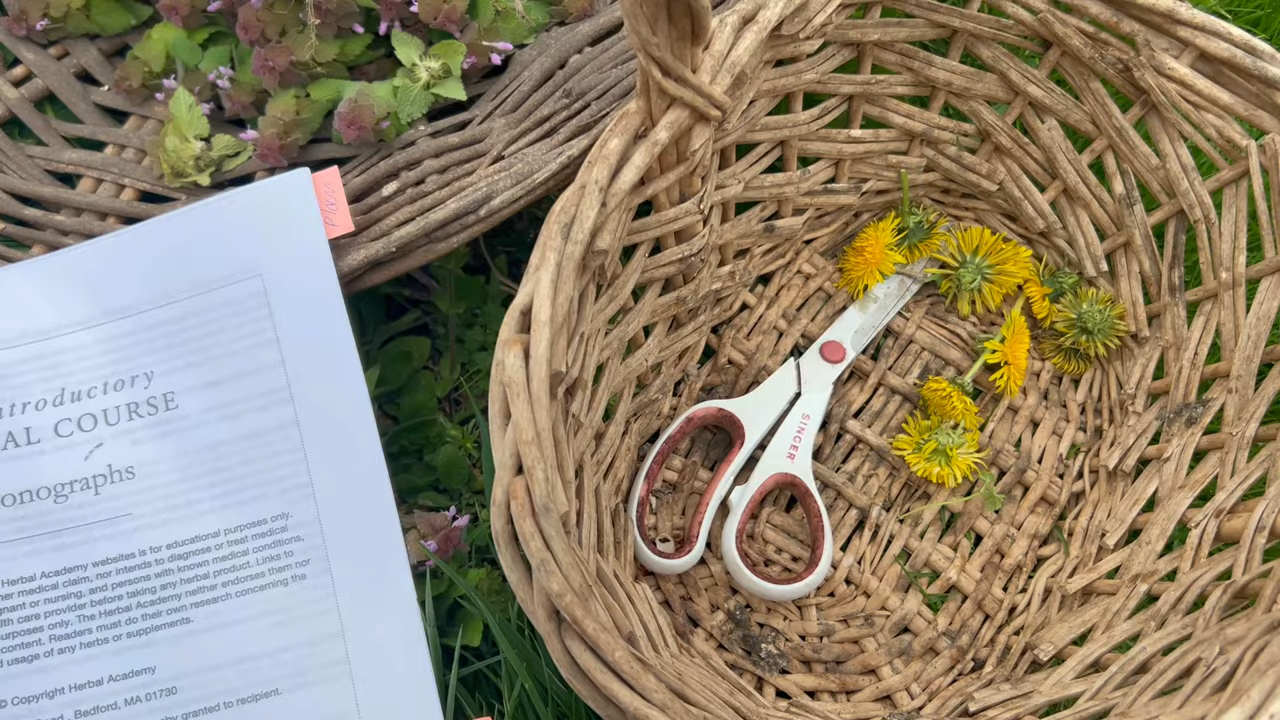 Plan
ntroductory
AL COURSE
onographs
Herbal Academy websites is for educational purposes only.
her medical claim, nor intends to diagnose or treat medical
gnant or nursing, and persons with known medical conditions,
lth care provider before taking any herbal product. Links to
urposes only. The Herbal Academy neither endorses them nor
content. Readers must do their own research concerning the
d usage of any herbs or supplements.
© Copyright Herbal Academy
Bedford, MA 01730
by granted to recipient.
SINGER